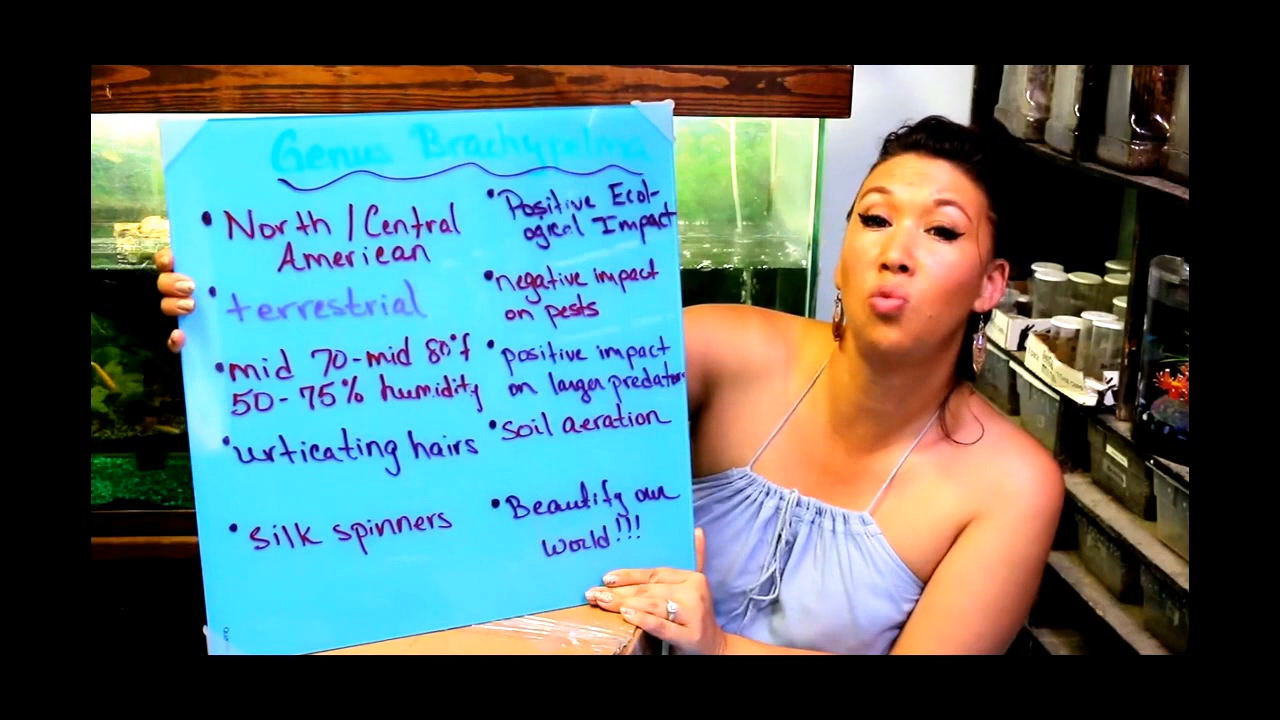 Genus Brachypelma
• North / Central
American
• terrestrial
• mid 70-mid 80°f
50-75% humidity
• urticating hairs
• silk spinners
• Positive Ecol-
ogical Impact
• negative impact
on pests
• positive impact
on larger predators
• soil aeration
• Beautify our
world!!!